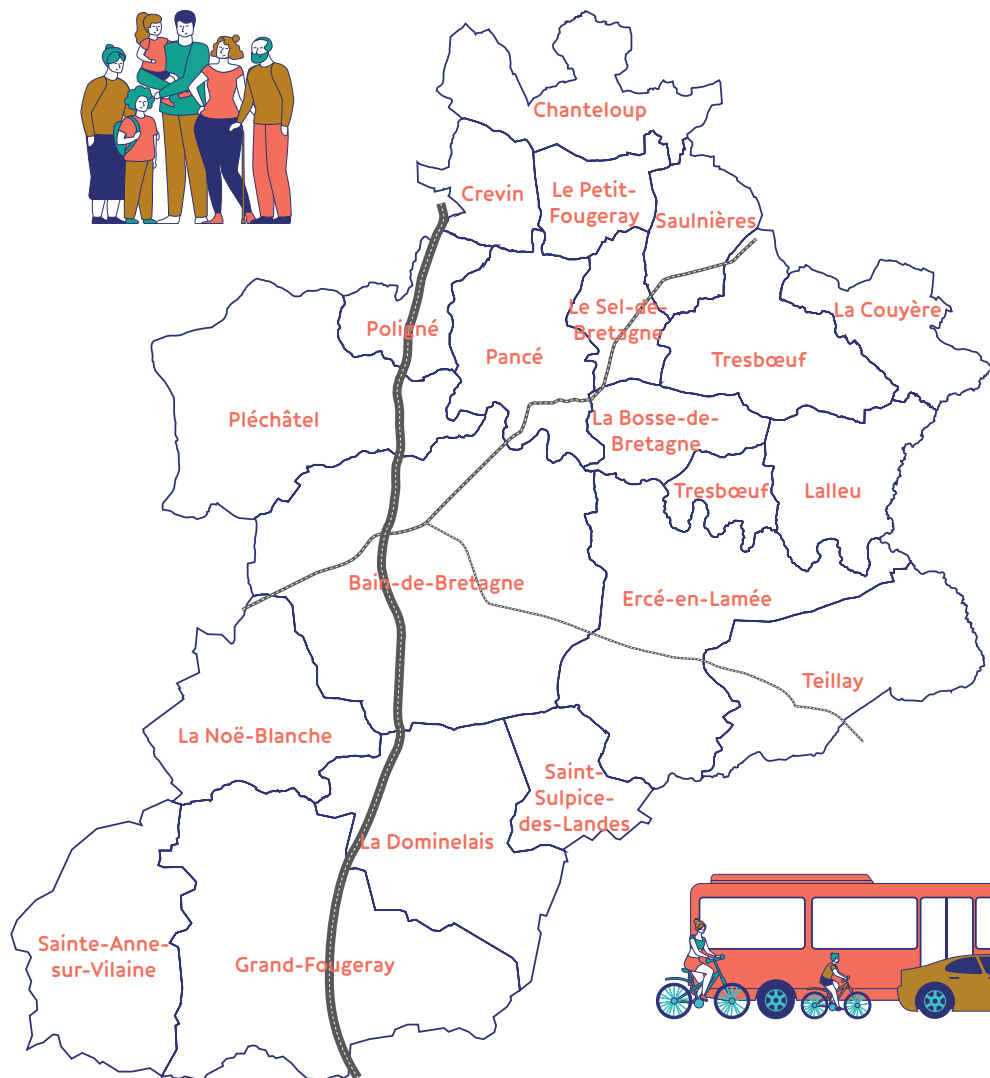 Chanteloup
Crevin
Le Petit-
Fougeray
Saulnières
Le Sel-de-
Bretagne
La Couyère
Poligné
Pancé
Tresbœuf
Pléchâtel
La Bosse-de-
Bretagne
Tresbœuf
Lalleu
Bain-de-Bretagne
Ercé-en-Lamée
Teillay
La Noë-Blanche
Saint-
Sulpice-
des-Landes
La Dominelais
Sainte-Anne-
sur-Vilaine
Grand-Fougeray